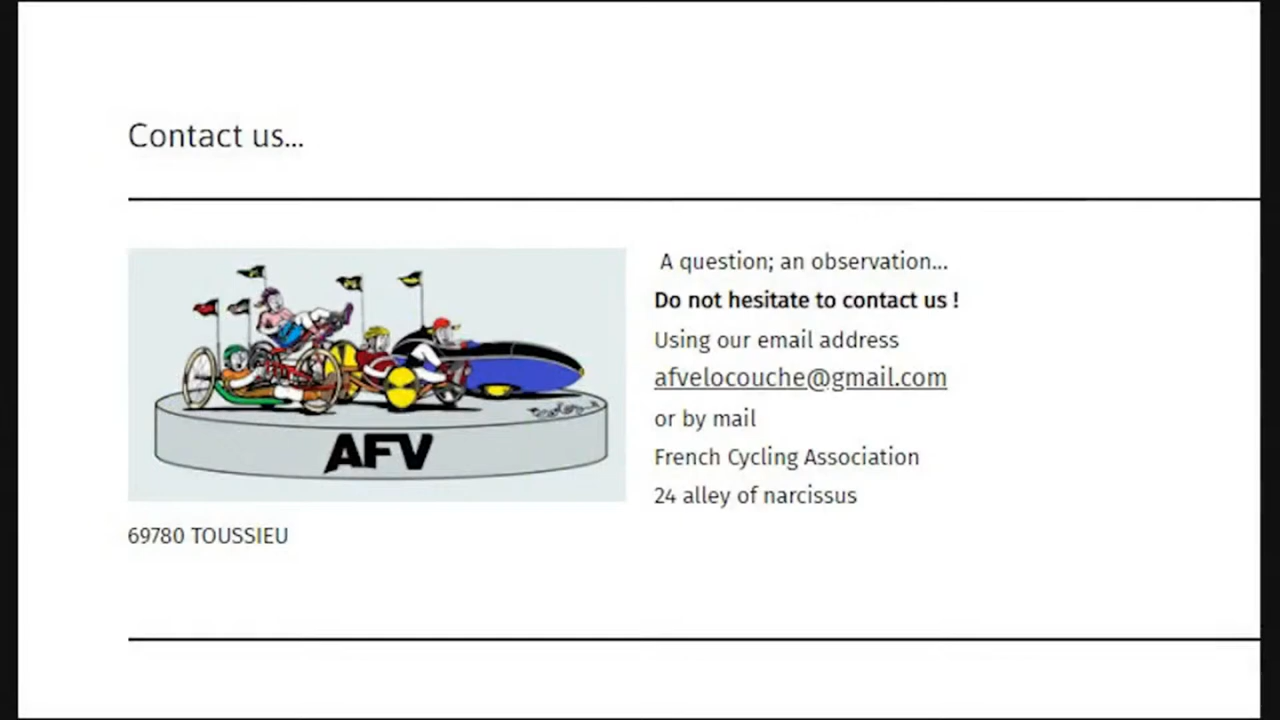 Contact us...
A question; an observation...
Do not hesitate to contact us !
Using our email address
afvelocouche@gmail.com
or by mail
French Cycling Association
24 alley of narcissus
AFV
69780 TOUSSIEU